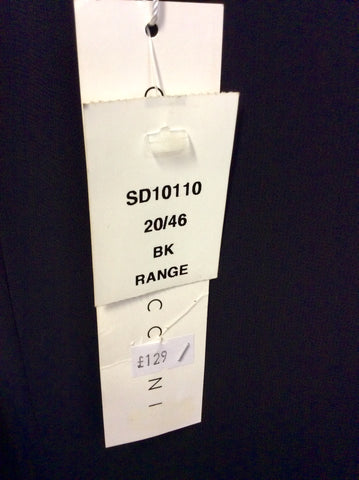 SD10110
20/46
BK
RANGE
£129
C C N I